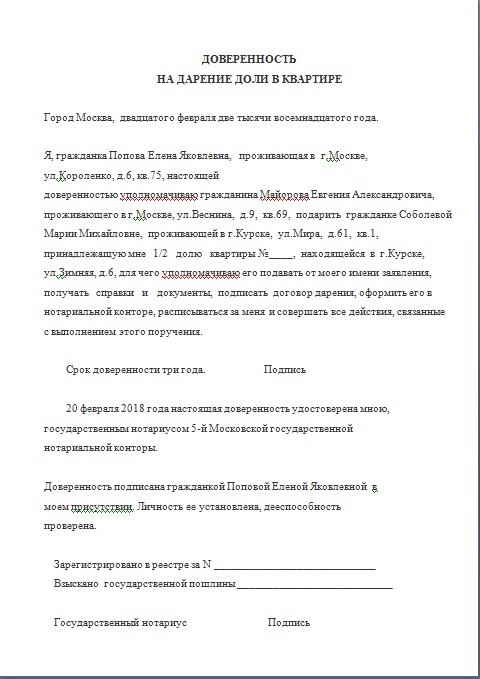 ДОВЕРЕННОСТЬ
НА ДАРЕНИЕ ДОЛИ В КВАРТИРЕ
Город Москва, двадцатого февраля две тысячи восемнадцатого года.
Я, гражданка Попова Елена Яковлевна, проживающая в г.Москве,
ул.Короленко, д.6, кв.75, настоящей
доверенностью уполномачиваю гражданина Майорова Евгения Александровича,
проживающего в г.Москве, ул.Веснина, д.9, кв.69, подарить гражданке Соболевой
Марии Михайловне, проживающей в г.Курске, ул.Мира, д.61, кв.1,
принадлежащую мне 1/2 долю квартиры №____, находящейся в г.Курске,
ул.Зимняя, д.6, для чего уполномачиваю его подавать от моего имени заявления,
получать справки и документы, подписать договор дарения, оформить его в
нотариальной конторе, расписываться за меня и совершать все действия, связанные
с выполнением этого поручения.
Срок доверенности три года. Подпись
20 февраля 2018 года настоящая доверенность удостоверена мною,
государственным нотариусом 5-й Московской государственной
нотариальной конторы.
Доверенность подписана гражданкой Поповой Еленой Яковлевной в
моем присутствии. Личность ее установлена, дееспособность
проверена.
Зарегистрировано в реестре за N ____________________________
Взыскано государственной пошлины___________________________
Государственный нотариус Подпись